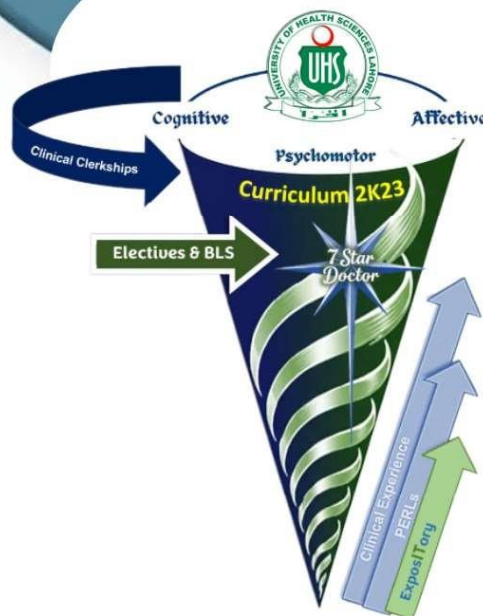 UNIVERSITY OF HEALTH SCIENCES LAHORE
UHS
Cognitive
Affective
Psychomotor
Clinical Clerkships
Curriculum 2K23
Electives & BLS
7 Star
Doctor
Clinical Experience
PERLs
ExposITory